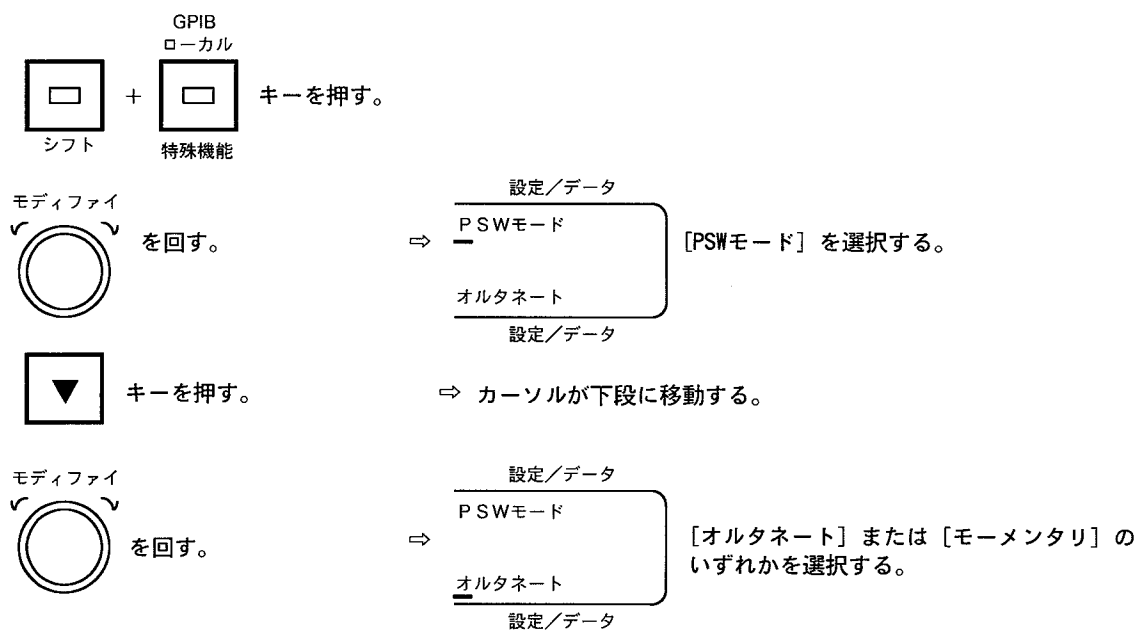 GPIB
ローカル
+
キーを押す。
シフト
特殊機能
モディファイ
を回す。
⇨
設定／データ
PSWモード
オルタネート
設定／データ
[PSWモード] を選択する。
▼
キーを押す。
⇨ カーソルが下段に移動する。
モディファイ
を回す。
⇨
設定／データ
PSWモード
オルタネート
設定／データ
[オルタネート] または [モーメンタリ] の
いずれかを選択する。